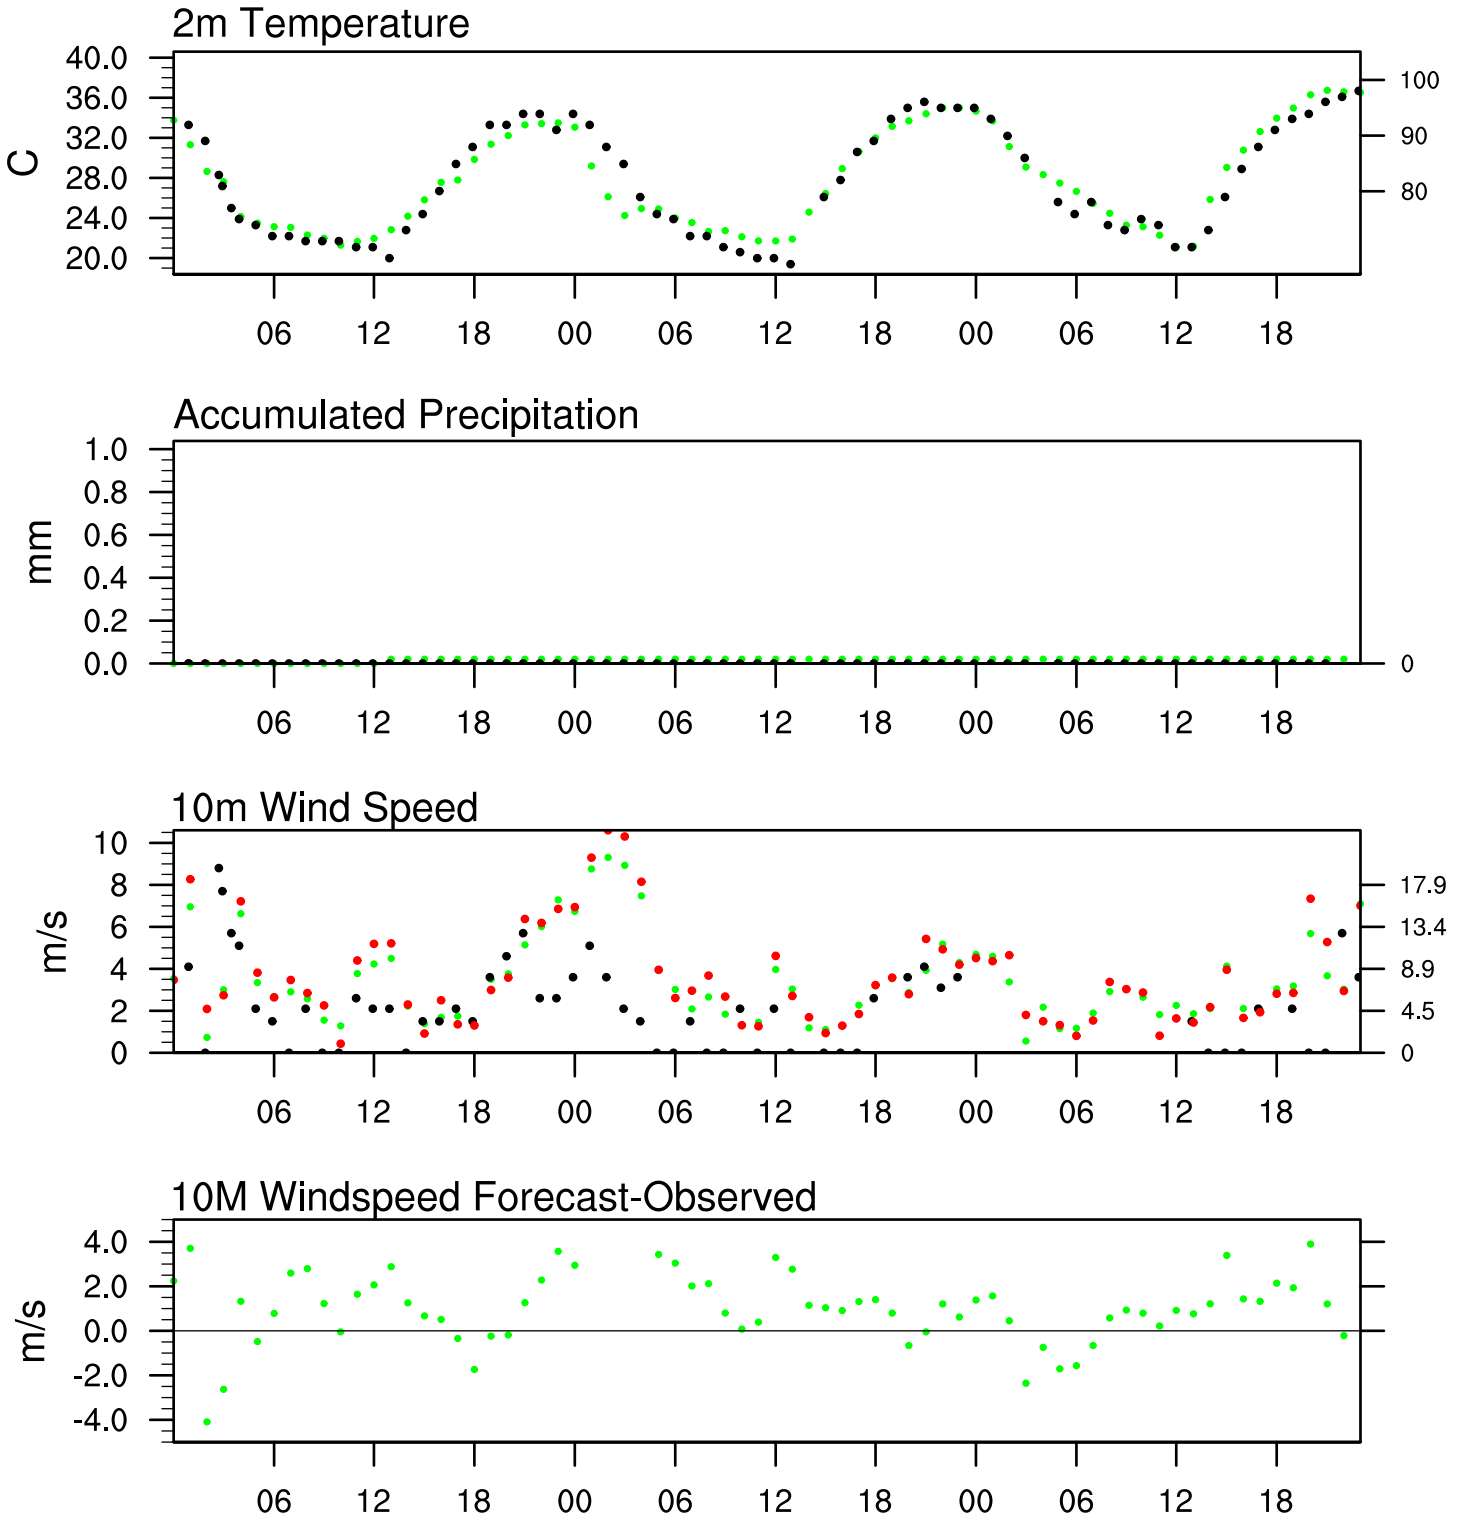 2m Temperature
40.0
36.0
32.0
28.0
24.0
20.0
C
100
90
80
06 12 18 00 06 12 18 00 06 12 18
Accumulated Precipitation
1.0
0.8
0.6
0.4
0.2
0.0
mm
0
06 12 18 00 06 12 18 00 06 12 18
10m Wind Speed
10
8
6
4
2
0
m/s
17.9
13.4
8.9
4.5
0
06 12 18 00 06 12 18 00 06 12 18
10M Windspeed Forecast-Observed
4.0
2.0
0.0
-2.0
-4.0
m/s
06 12 18 00 06 12 18 00 06 12 18